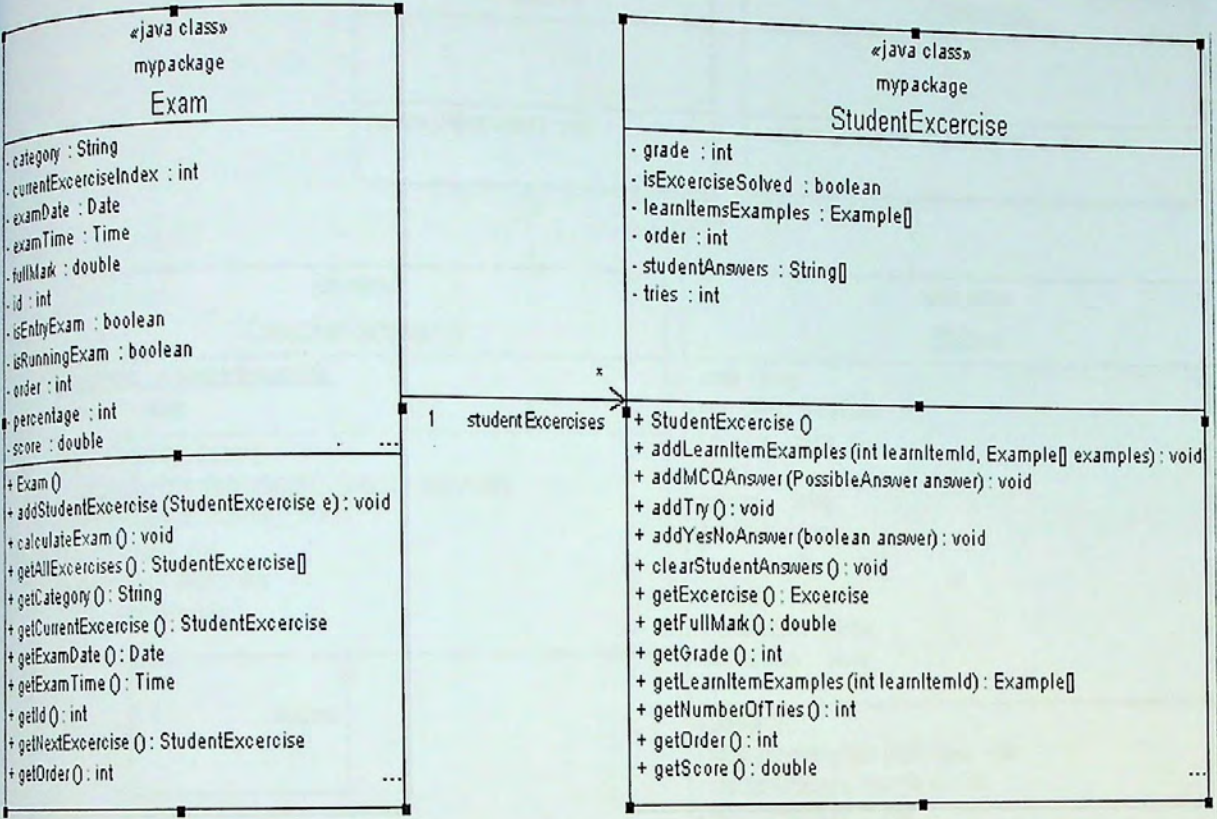 «java class»
mypackage
Exam
- category : String
- currentExcerciseIndex : int
- examDate : Date
- examTime : Time
- fullMark : double
- id : int
- isEntryExam : boolean
- isRunningExam : boolean
- order : int
- percentage : int
- score : double
...
+ Exam ()
+ addStudentExcercise (StudentExcercise e) : void
+ calculateExam () : void
+ getAllExcercises () : StudentExcercise[]
+ getCategory () : String
+ getCurrentExcercise () : StudentExcercise
+ getExamDate () : Date
+ getExamTime () : Time
+ getId () : int
+ getNextExcercise () : StudentExcercise
+ getOrder () : int
...
1
studentExcercises
x
«java class»
mypackage
StudentExcercise
- grade : int
- isExcerciseSolved : boolean
- learnItemsExamples : Example[]
- order : int
- studentAnswers : String[]
- tries : int
+ StudentExcercise ()
+ addLearnItemExamples (int learnItemId, Example[] examples) : void
+ addMCQAnswer (PossibleAnswer answer) : void
+ addTry () : void
+ addYesNoAnswer (boolean answer) : void
+ clearStudentAnswers () : void
+ getExcercise () : Excercise
+ getFullMark () : double
+ getGrade () : int
+ getLearnItemExamples (int learnItemId) : Example[]
+ getNumberOfTries () : int
+ getOrder () : int
+ getScore () : double
...